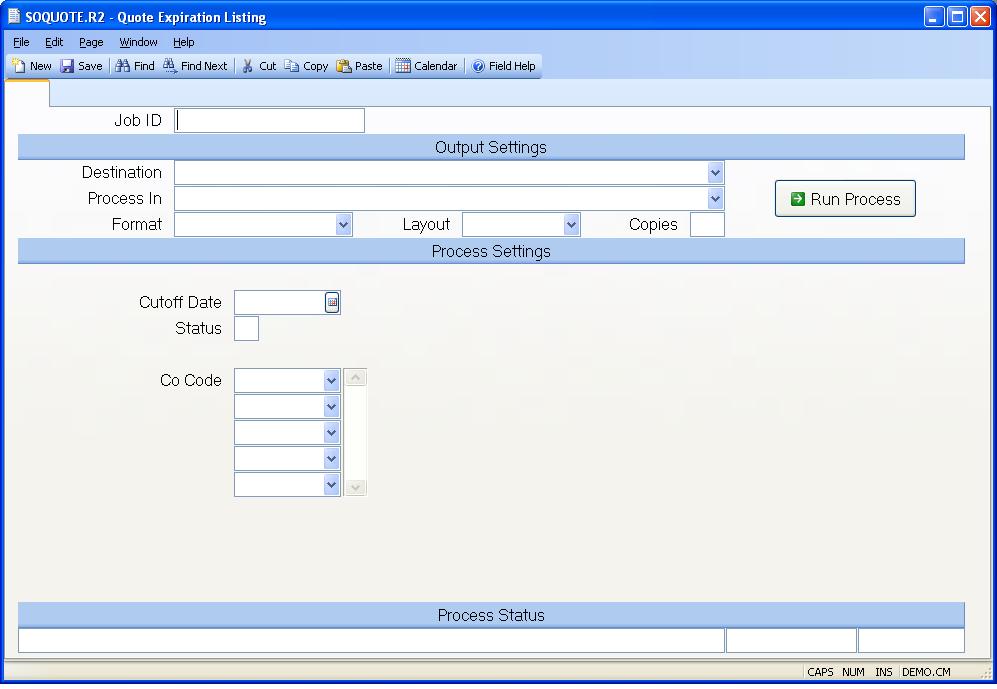 SOQUOTE.R2 - Quote Expiration Listing
File Edit Page Window Help
New Save Find Find Next Cut Copy Paste Calendar Field Help
Job ID
Output Settings
Destination
Process In
Run Process
Format Layout Copies
Process Settings
Cutoff Date
Status
Co Code
Process Status
CAPS NUM INS DEMO.CM